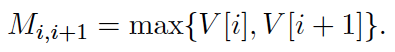 M_{i,i+1} = max{V[i], V[i + 1]}.